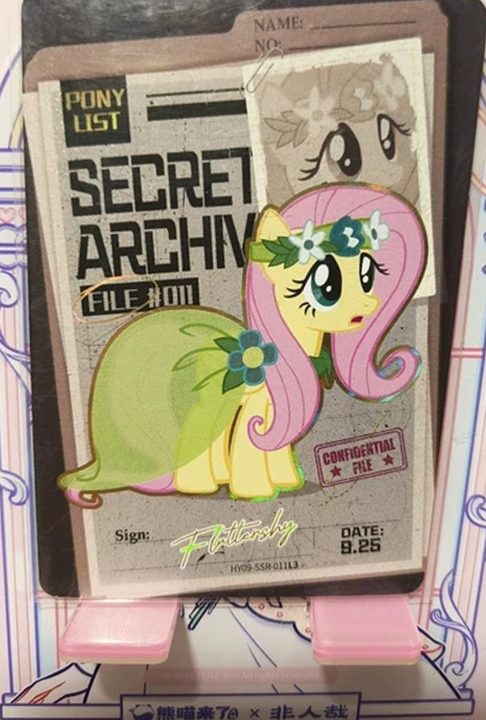 NAME:
NO:
PONY
LIST
SECRET
ARCHIV
FILE #011
CONFIDENTIAL
FILE
Sign: Fluttershy
DATE:
9.25
HY09-SSR-011L3
熊喵来了 × 非人哉